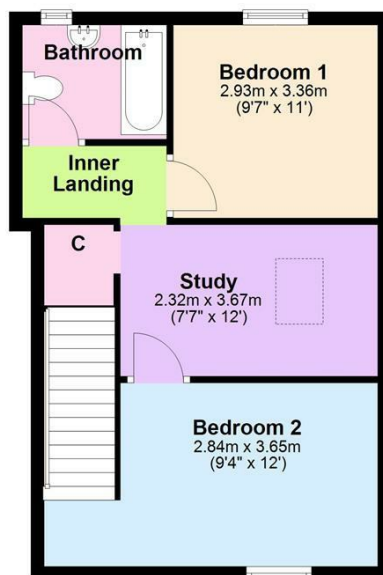 Bathroom
Bedroom 1
2.93m x 3.36m
(9'7" x 11')
Inner
Landing
C
Study
2.32m x 3.67m
(7'7" x 12')
Bedroom 2
2.84m x 3.65m
(9'4" x 12')